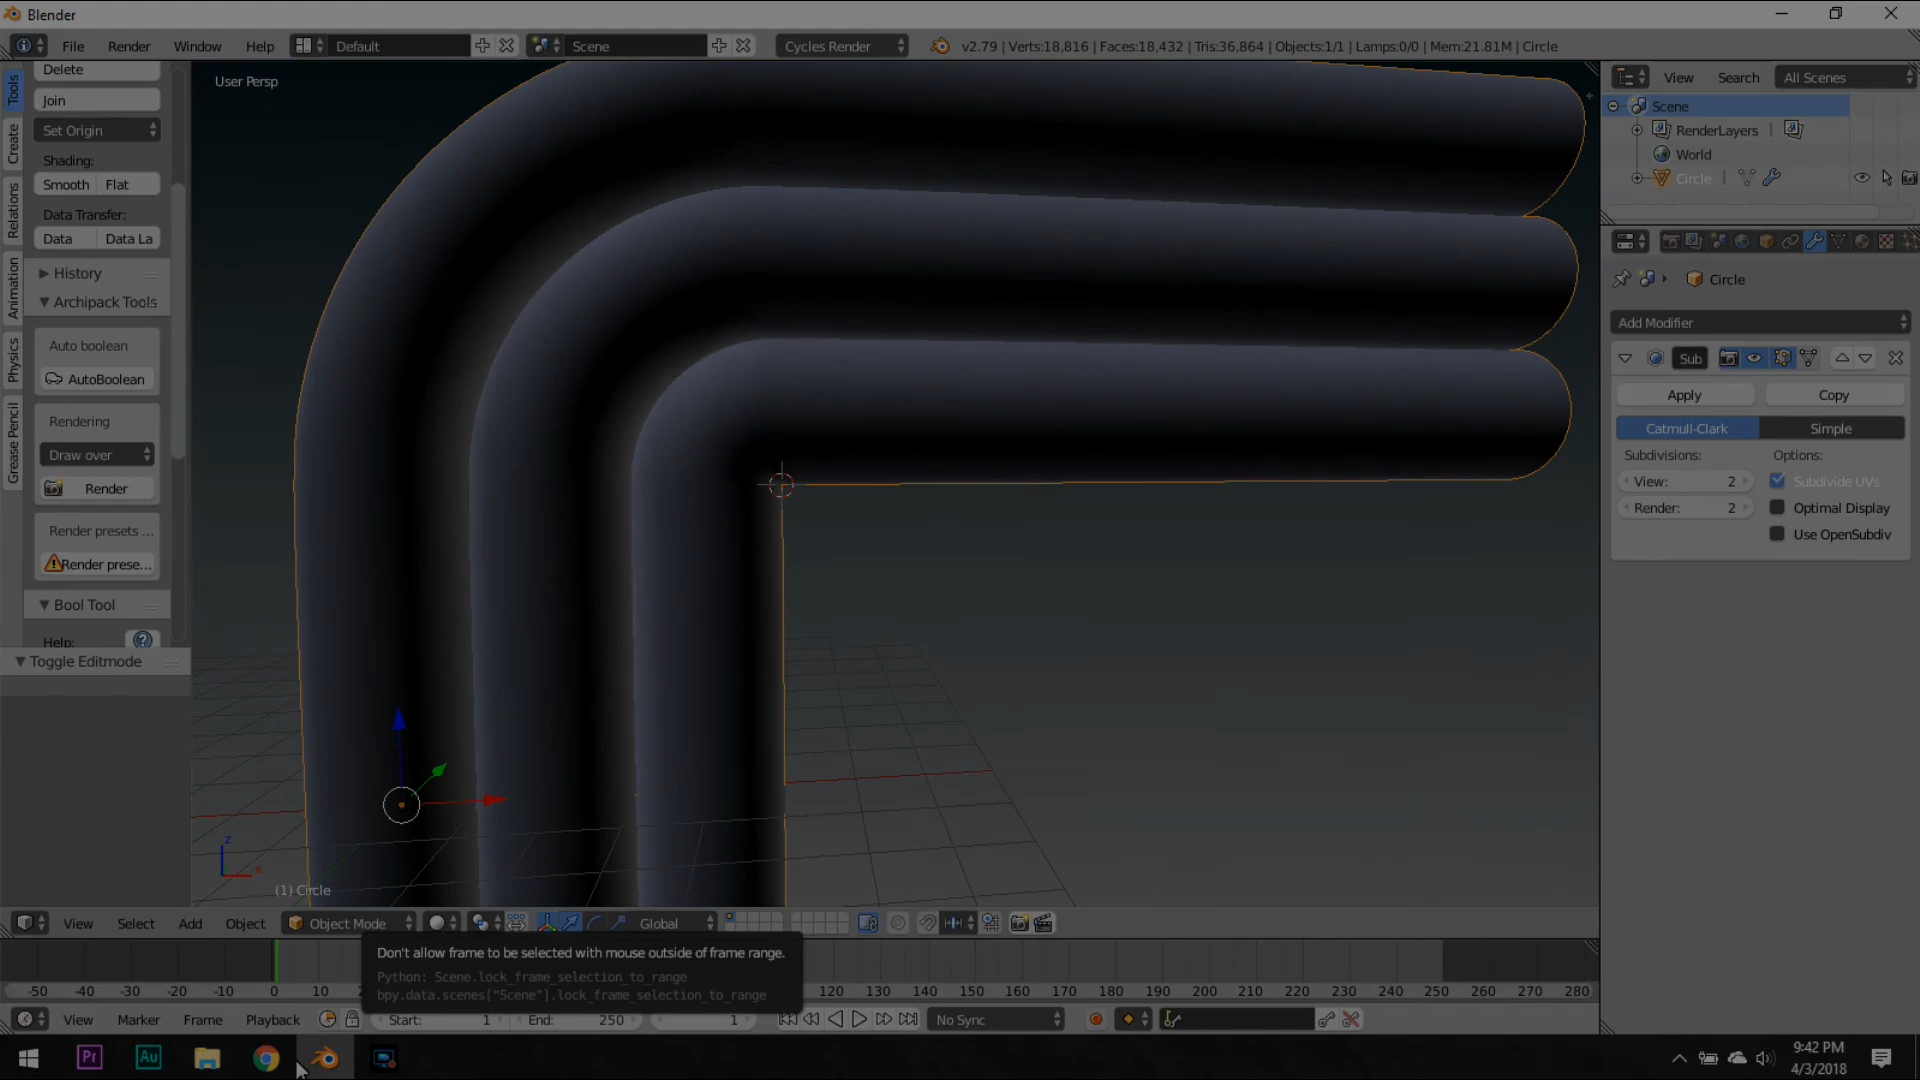 Blender
File Render Window Help Default Scene Cycles Render v2.79 | Verts:18,816 | Faces:18,432 | Tris:36,864 | Objects:1/1 | Lamps:0/0 | Mem:21.81M | Circle
Tools
Create
Relations
Animation
Physics
Grease Pencil
Delete
Join
Set Origin
Shading:
Smooth Flat
Data Transfer:
Data Data La
History
Archipack Tools
Auto boolean
AutoBoolean
Rendering
Draw over
Render
Render presets ...
Render prese...
Bool Tool
Help:
Toggle Editmode
User Persp
z
x
(1) Circle
View Search All Scenes
Scene
RenderLayers |
World
Circle |
Circle
Add Modifier
Sub
Apply Copy
Catmull-Clark Simple
Subdivisions: Options:
View: 2 Subdivide UVs
Render: 2 Optimal Display
Use OpenSubdiv
View Select Add Object Object Mode Global
Don't allow frame to be selected with mouse outside of frame range.
Python: Scene.lock_frame_selection_to_range
bpy.data.scenes["Scene"].lock_frame_selection_to_range
-50 -40 -30 -20 -10 0 10 120 130 140 150 160 170 180 190 200 210 220 230 240 250 260 270 280
View Marker Frame Playback Start: 1 End: 250 1 No Sync
Pr Au
9:42 PM
4/3/2018